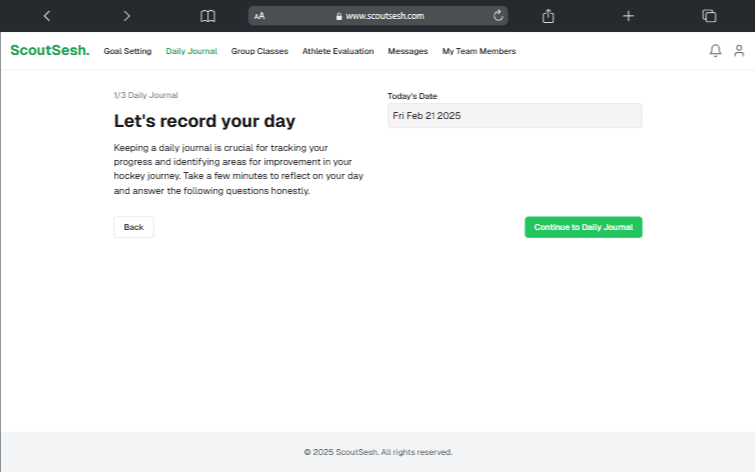 AA www.scoutsesh.com
ScoutSesh. Goal Setting Daily Journal Group Classes Athlete Evaluation Messages My Team Members
1/3 Daily Journal
Let's record your day
Keeping a daily journal is crucial for tracking your
progress and identifying areas for improvement in your
hockey journey. Take a few minutes to reflect on your day
and answer the following questions honestly.
Today's Date
Fri Feb 21 2025
Back
Continue to Daily Journal
© 2025 ScoutSesh. All rights reserved.